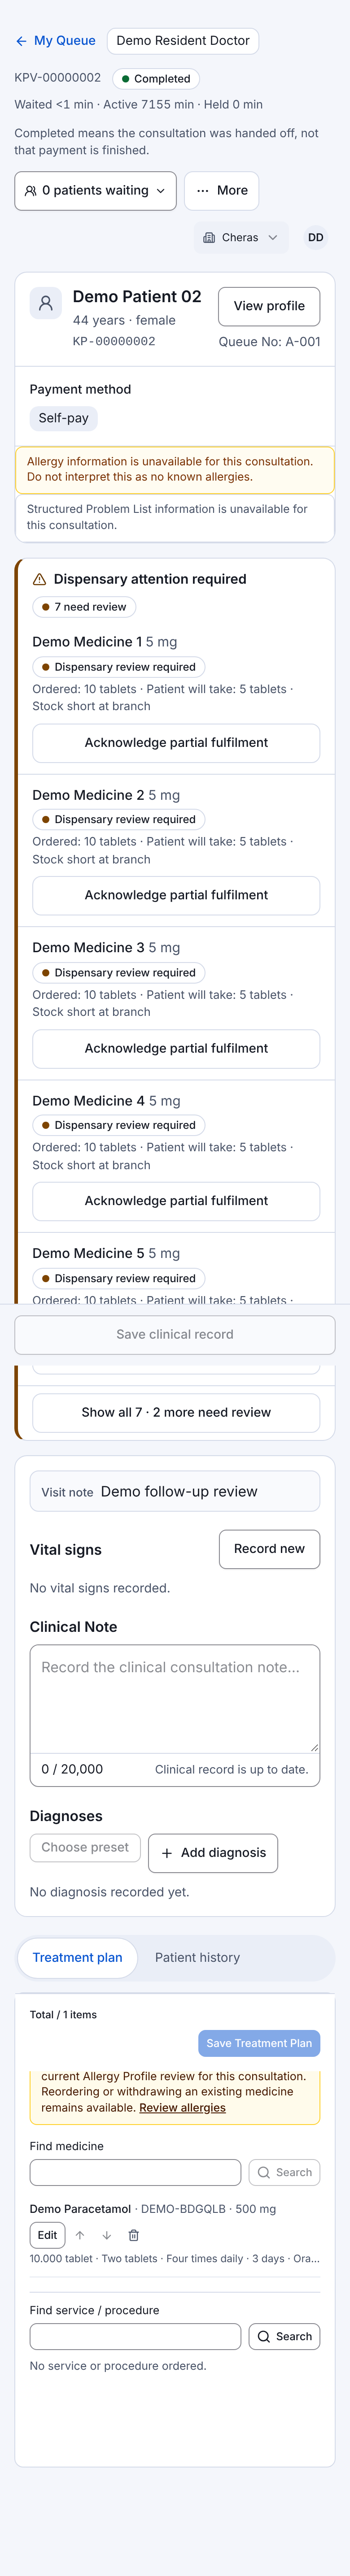 My Queue
Demo Resident Doctor
KPV-00000002
Completed
Waited <1 min · Active 7155 min · Held 0 min
Completed means the consultation was handed off, not
that payment is finished.
0 patients waiting
More
Cheras
DD
Demo Patient 02
View profile
44 years · female
KP-00000002
Queue No: A-001
Payment method
Self-pay
Allergy information is unavailable for this consultation.
Do not interpret this as no known allergies.
Structured Problem List information is unavailable for
this consultation.
Dispensary attention required
7 need review
Demo Medicine 1 5 mg
Dispensary review required
Ordered: 10 tablets · Patient will take: 5 tablets ·
Stock short at branch
Acknowledge partial fulfilment
Demo Medicine 2 5 mg
Dispensary review required
Ordered: 10 tablets · Patient will take: 5 tablets ·
Stock short at branch
Acknowledge partial fulfilment
Demo Medicine 3 5 mg
Dispensary review required
Ordered: 10 tablets · Patient will take: 5 tablets ·
Stock short at branch
Acknowledge partial fulfilment
Demo Medicine 4 5 mg
Dispensary review required
Ordered: 10 tablets · Patient will take: 5 tablets ·
Stock short at branch
Acknowledge partial fulfilment
Demo Medicine 5 5 mg
Dispensary review required
Ordered: 10 tablets · Patient will take: 5 tablets ·
Save clinical record
Show all 7 · 2 more need review
Visit note Demo follow-up review
Vital signs
Record new
No vital signs recorded.
Clinical Note
Record the clinical consultation note...
0 / 20,000
Clinical record is up to date.
Diagnoses
Choose preset
Add diagnosis
No diagnosis recorded yet.
Treatment plan
Patient history
Total / 1 items
Save Treatment Plan
current Allergy Profile review for this consultation.
Reordering or withdrawing an existing medicine
remains available. Review allergies
Find medicine
Search
Demo Paracetamol · DEMO-BDGQLB · 500 mg
Edit
10.000 tablet · Two tablets · Four times daily · 3 days · Ora...
Find service / procedure
Search
No service or procedure ordered.